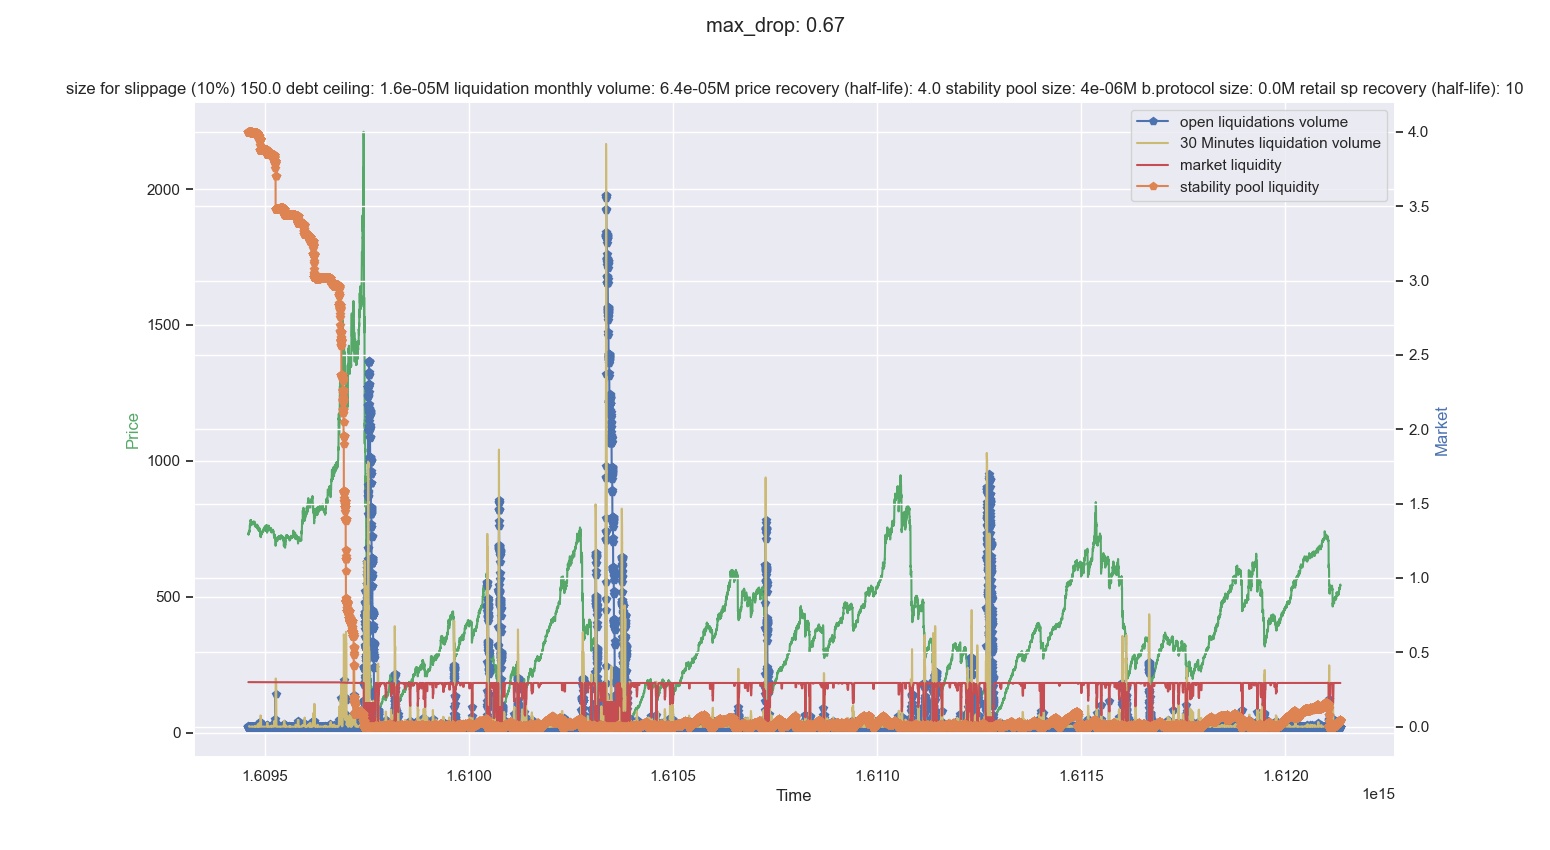 max_drop: 0.67
size for slippage (10%) 150.0 debt ceiling: 1.6e-05M liquidation monthly volume: 6.4e-05M price recovery (half-life): 4.0 stability pool size: 4e-06M b.protocol size: 0.0M retail sp recovery (half-life): 10
open liquidations volume
30 Minutes liquidation volume
market liquidity
stability pool liquidity
2000
1500
1000
500
0
Price
4.0
3.5
3.0
2.5
2.0
1.5
1.0
0.5
0.0
Market
1.6095 1.6100 1.6105 1.6110 1.6115 1.6120
Time
1e15